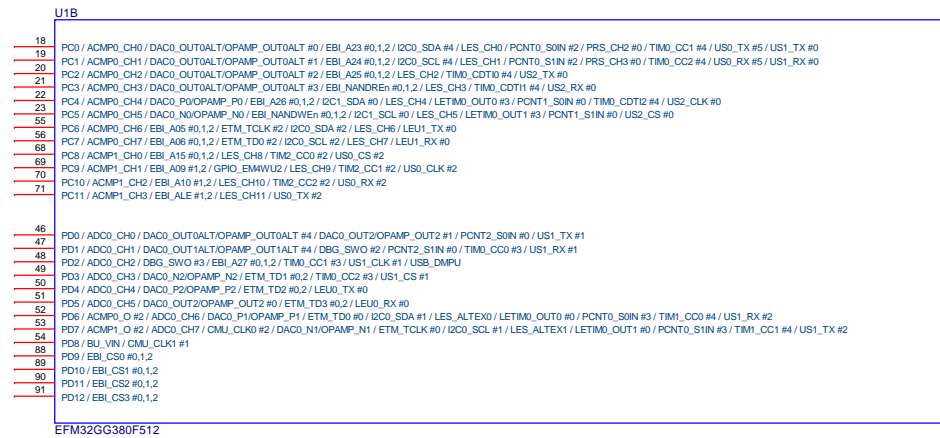 U1B
18 PC0 / ACMP0_CH0 / DAC0_OUT0ALT/OPAMP_OUT0ALT #0 / EBI_A23 #0,1,2 / I2C0_SDA #4 / LES_CH0 / PCNT0_S0IN #2 / PRS_CH2 #0 / TIM0_CC1 #4 / US0_TX #5 / US1_TX #0
19 PC1 / ACMP0_CH1 / DAC0_OUT0ALT/OPAMP_OUT0ALT #1 / EBI_A24 #0,1,2 / I2C0_SCL #4 / LES_CH1 / PCNT0_S1IN #2 / PRS_CH3 #0 / TIM0_CC2 #4 / US0_RX #5 / US1_RX #0
20 PC2 / ACMP0_CH2 / DAC0_OUT0ALT/OPAMP_OUT0ALT #2 / EBI_A25 #0,1,2 / LES_CH2 / TIM0_CDTI0 #4 / US2_TX #0
21 PC3 / ACMP0_CH3 / DAC0_OUT0ALT/OPAMP_OUT0ALT #3 / EBI_NANDREn #0,1,2 / LES_CH3 / TIM0_CDTI1 #4 / US2_RX #0
22 PC4 / ACMP0_CH4 / DAC0_P0/OPAMP_P0 / EBI_A26 #0,1,2 / I2C1_SDA #0 / LES_CH4 / LETIM0_OUT0 #3 / PCNT1_S0IN #0 / TIM0_CDTI2 #4 / US2_CLK #0
23 PC5 / ACMP0_CH5 / DAC0_N0/OPAMP_N0 / EBI_NANDWEn #0,1,2 / I2C1_SCL #0 / LES_CH5 / LETIM0_OUT1 #3 / PCNT1_S1IN #0 / US2_CS #0
55 PC6 / ACMP0_CH6 / EBI_A05 #0,1,2 / ETM_TCLK #2 / I2C0_SDA #2 / LES_CH6 / LEU1_TX #0
56 PC7 / ACMP0_CH7 / EBI_A06 #0,1,2 / ETM_TD0 #2 / I2C0_SCL #2 / LES_CH7 / LEU1_RX #0
68 PC8 / ACMP1_CH0 / EBI_A15 #0,1,2 / LES_CH8 / TIM2_CC0 #2 / US0_CS #2
69 PC9 / ACMP1_CH1 / EBI_A09 #1,2 / GPIO_EM4WU2 / LES_CH9 / TIM2_CC1 #2 / US0_CLK #2
70 PC10 / ACMP1_CH2 / EBI_A10 #1,2 / LES_CH10 / TIM2_CC2 #2 / US0_RX #2
71 PC11 / ACMP1_CH3 / EBI_ALE #1,2 / LES_CH11 / US0_TX #2
46 PD0 / ADC0_CH0 / DAC0_OUT0ALT/OPAMP_OUT0ALT #4 / DAC0_OUT2/OPAMP_OUT2 #1 / PCNT2_S0IN #0 / US1_TX #1
47 PD1 / ADC0_CH1 / DAC0_OUT1ALT/OPAMP_OUT1ALT #4 / DBG_SWO #2 / PCNT2_S1IN #0 / TIM0_CC0 #3 / US1_RX #1
48 PD2 / ADC0_CH2 / DBG_SWO #3 / EBI_A27 #0,1,2 / TIM0_CC1 #3 / US1_CLK #1 / USB_DMPU
49 PD3 / ADC0_CH3 / DAC0_N2/OPAMP_N2 / ETM_TD1 #0,2 / TIM0_CC2 #3 / US1_CS #1
50 PD4 / ADC0_CH4 / DAC0_P2/OPAMP_P2 / ETM_TD2 #0,2 / LEU0_TX #0
51 PD5 / ADC0_CH5 / DAC0_OUT2/OPAMP_OUT2 #0 / ETM_TD3 #0,2 / LEU0_RX #0
52 PD6 / ACMP0_O #2 / ADC0_CH6 / DAC0_P1/OPAMP_P1 / ETM_TD0 #0 / I2C0_SDA #1 / LES_ALTEX0 / LETIM0_OUT0 #0 / PCNT0_S0IN #3 / TIM1_CC0 #4 / US1_RX #2
53 PD7 / ACMP1_O #2 / ADC0_CH7 / CMU_CLK0 #2 / DAC0_N1/OPAMP_N1 / ETM_TCLK #0 / I2C0_SCL #1 / LES_ALTEX1 / LETIM0_OUT1 #0 / PCNT0_S1IN #3 / TIM1_CC1 #4 / US1_TX #2
54 PD8 / BU_VIN / CMU_CLK1 #1
88 PD9 / EBI_CS0 #0,1,2
89 PD10 / EBI_CS1 #0,1,2
90 PD11 / EBI_CS2 #0,1,2
91 PD12 / EBI_CS3 #0,1,2
EFM32GG380F512